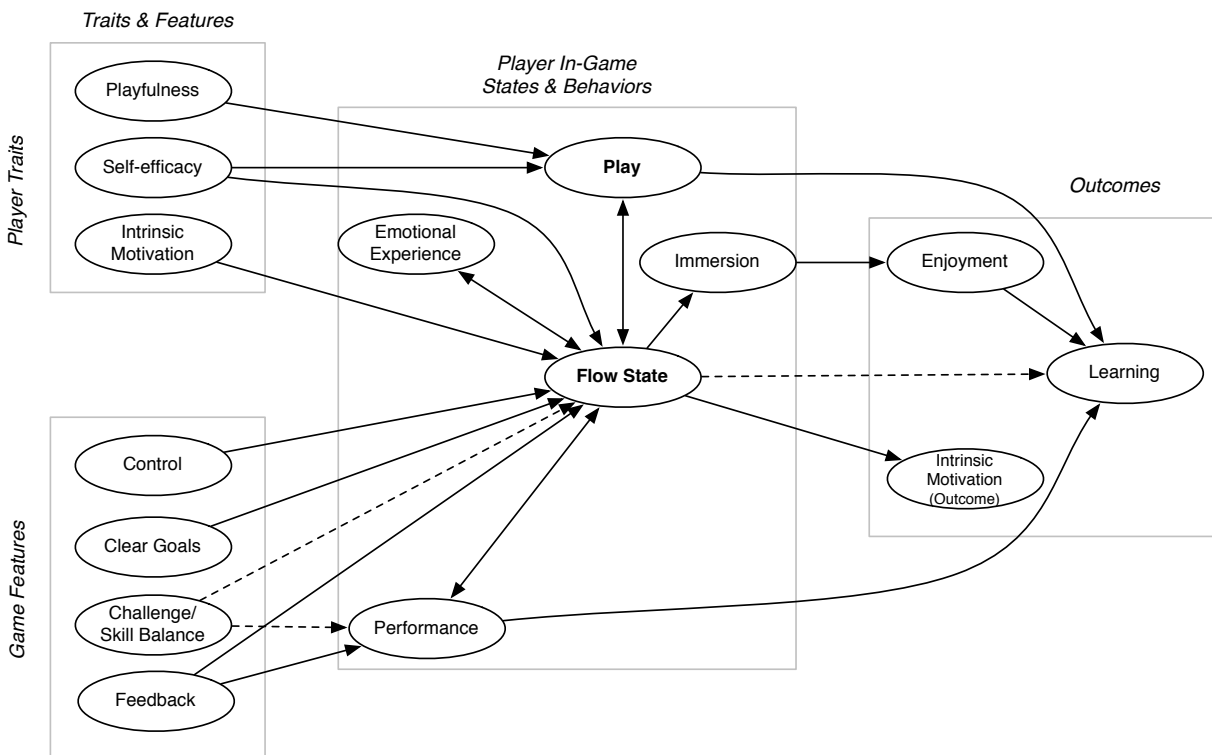 Traits & Features
Player In-Game
States & Behaviors
Outcomes
Player Traits
Playfulness
Self-efficacy
Intrinsic
Motivation
Play
Emotional
Experience
Immersion
Enjoyment
Flow State
Learning
Intrinsic
Motivation
(Outcome)
Game Features
Control
Clear Goals
Challenge/
Skill Balance
Feedback
Performance